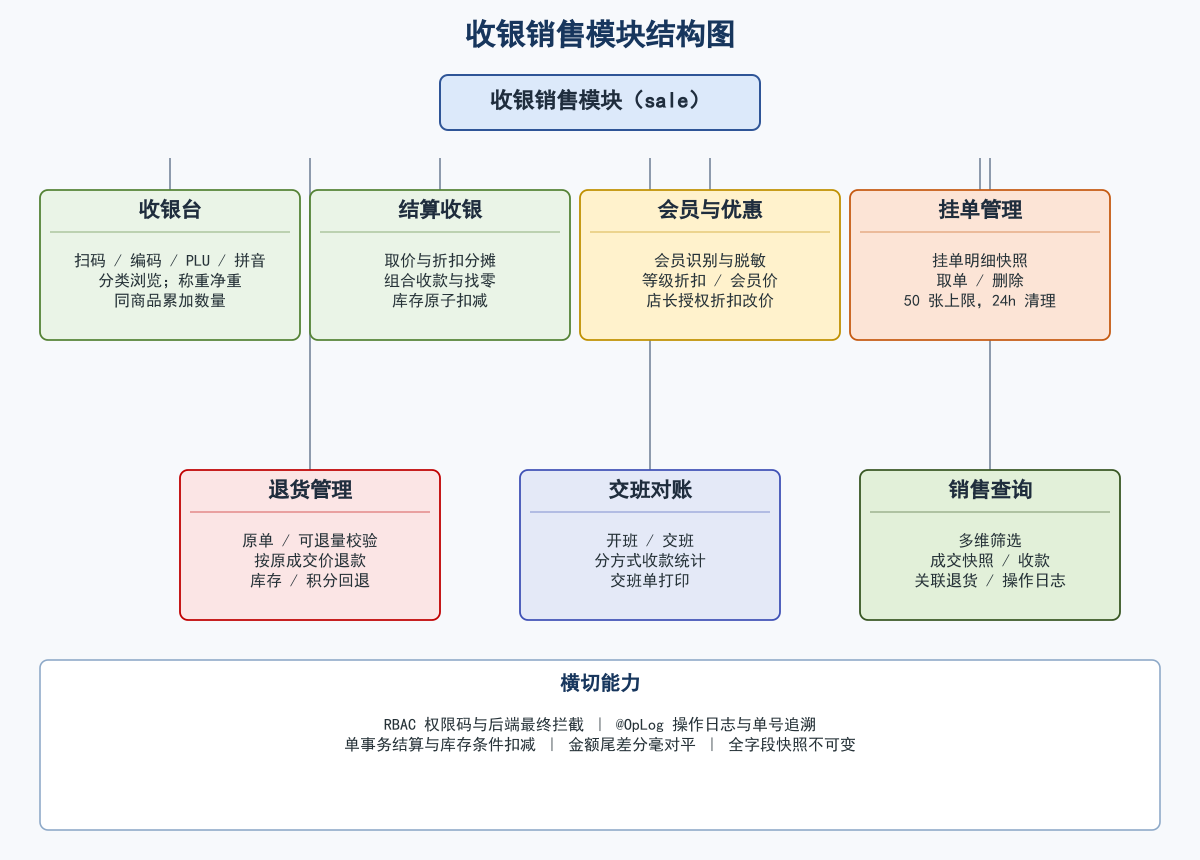 收银销售模块结构图
收银销售模块（sale）
收银台
扫码 / 编码 / PLU / 拼音
分类浏览；称重净重
同商品累加数量
结算收银
取价与折扣分摊
组合收款与找零
库存原子扣减
会员与优惠
会员识别与脱敏
等级折扣 / 会员价
店长授权折扣改价
挂单管理
挂单明细快照
取单 / 删除
50 张上限，24h 清理
退货管理
原单 / 可退量校验
按原成交价退款
库存 / 积分回退
交班对账
开班 / 交班
分方式收款统计
交班单打印
销售查询
多维筛选
成交快照 / 收款
关联退货 / 操作日志
横切能力
RBAC 权限码与后端最终拦截 ｜ @OpLog 操作日志与单号追溯
单事务结算与库存条件扣减 ｜ 金额尾差分毫对平 ｜ 全字段快照不可变